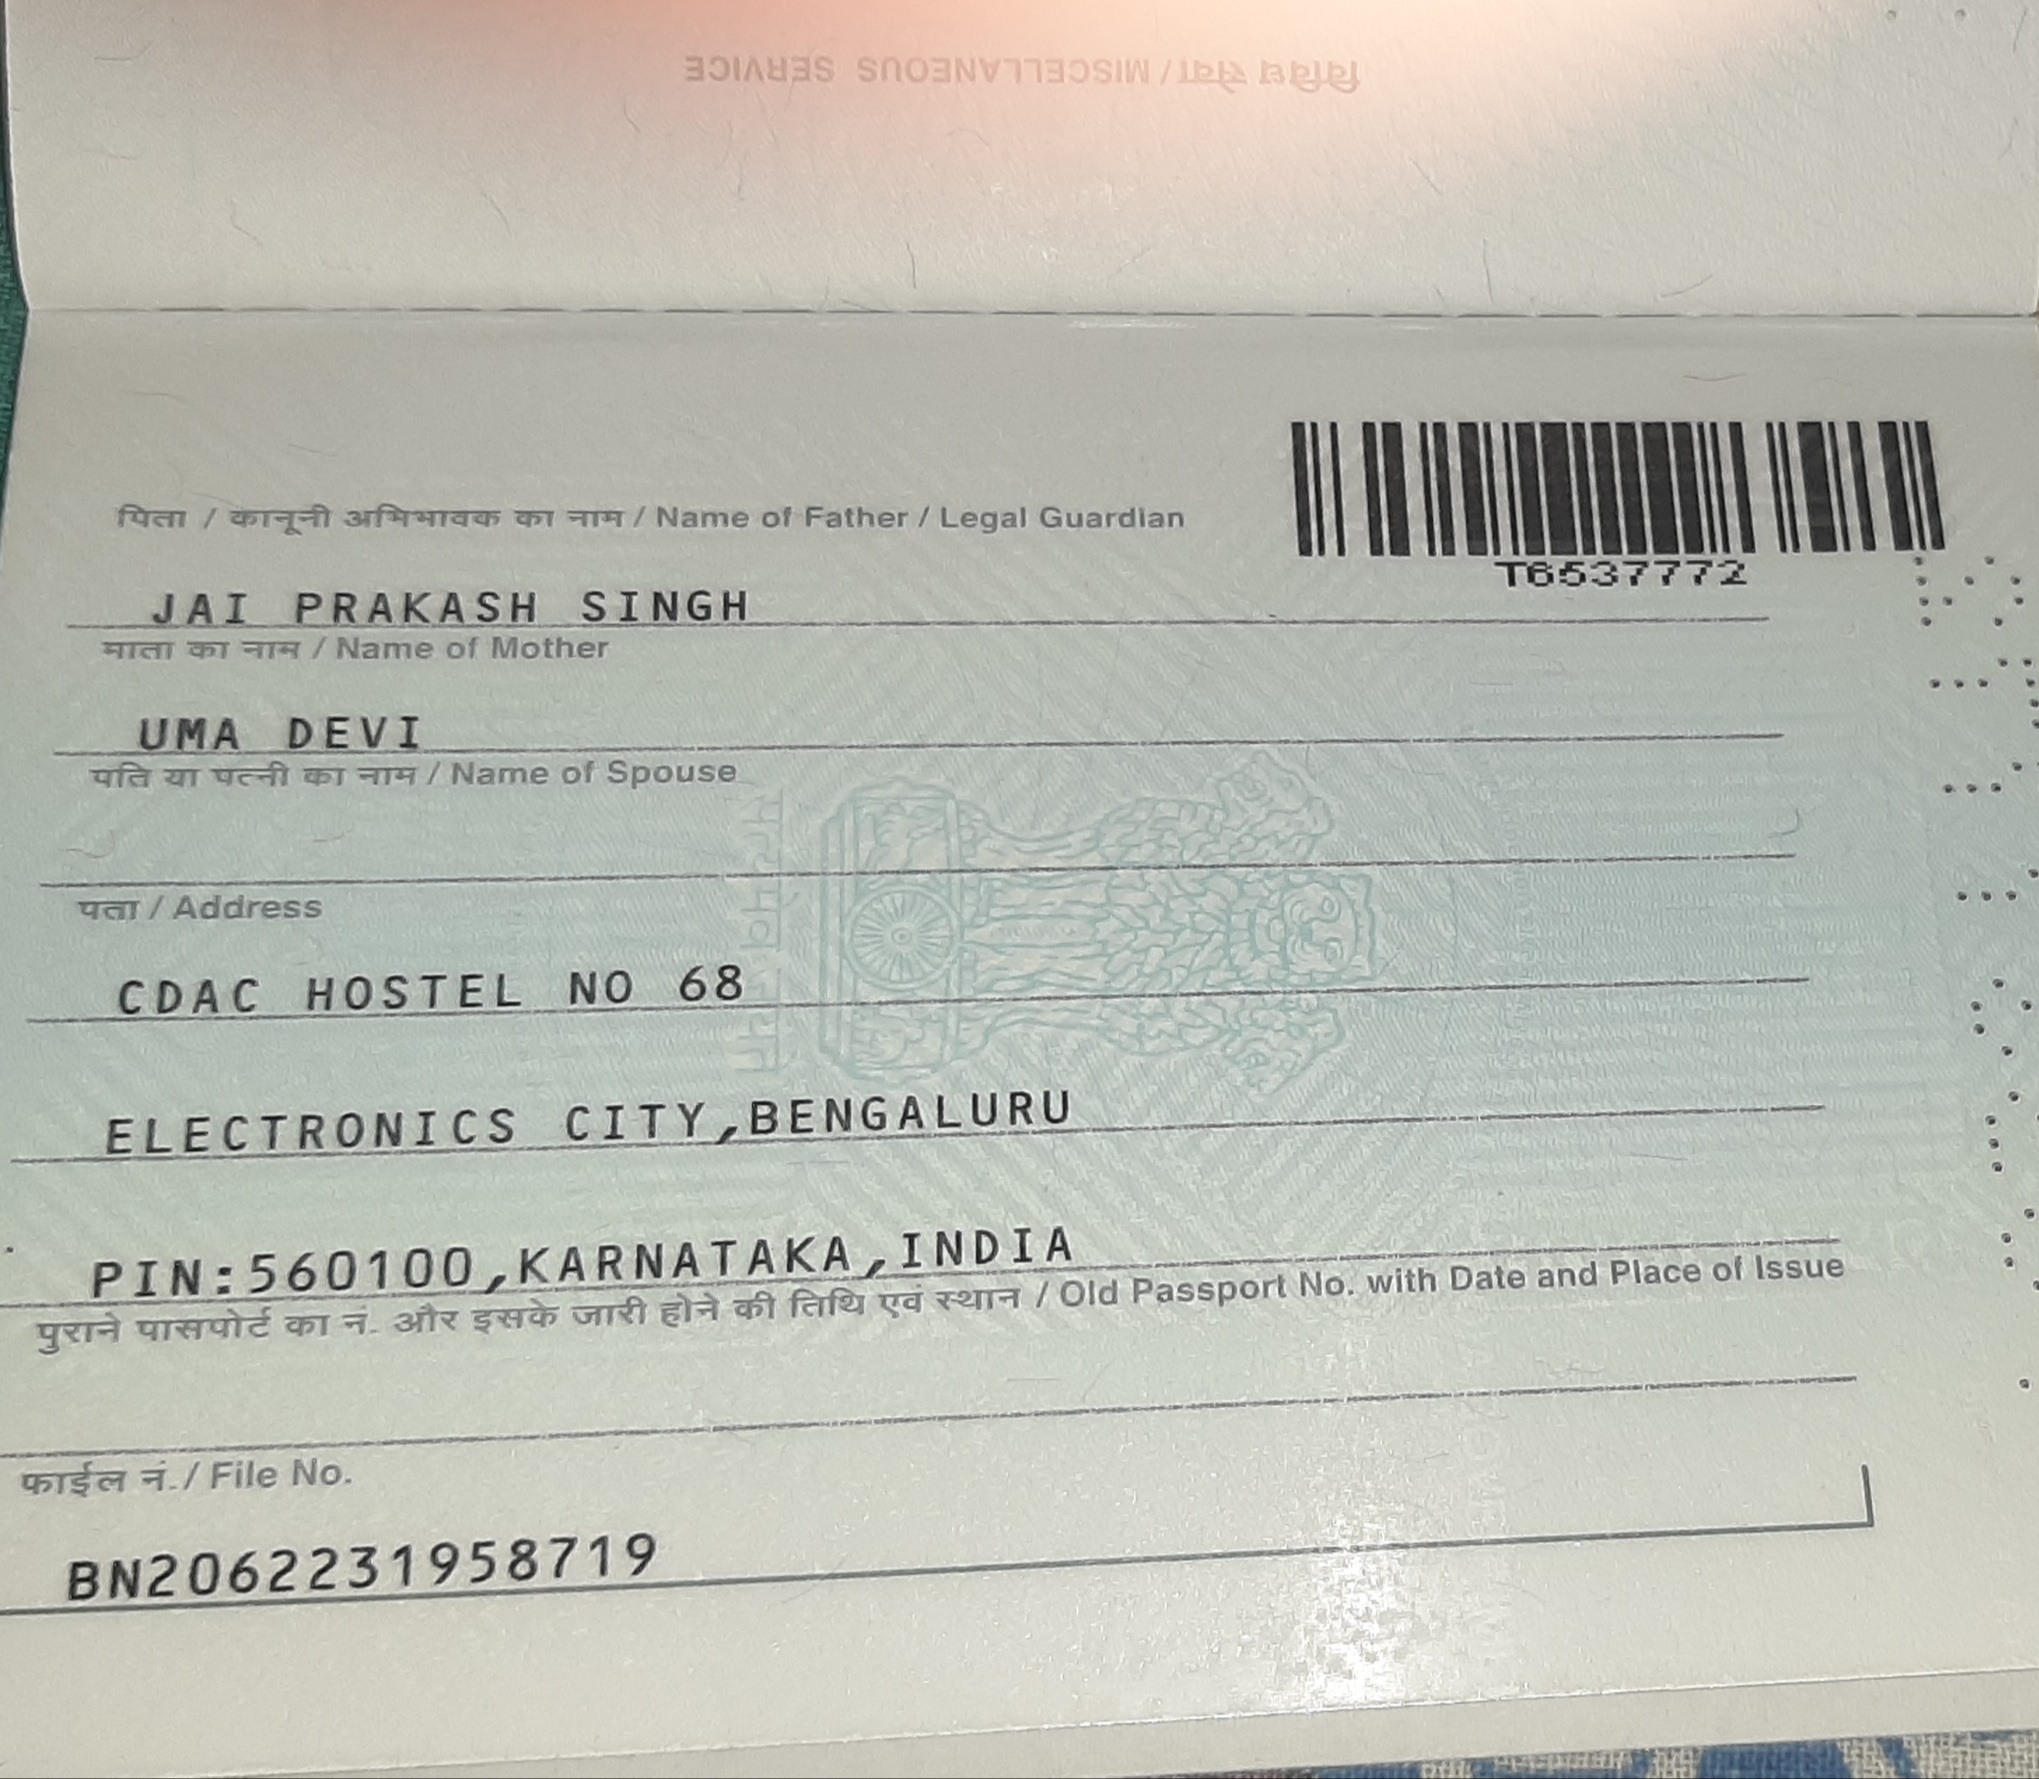 विविध सेवा / MISCELLANEOUS SERVICE
T6537772
पिता / कानूनी अभिभावक का नाम / Name of Father / Legal Guardian
JAI PRAKASH SINGH
माता का नाम / Name of Mother
UMA DEVI
पति या पत्नी का नाम / Name of Spouse
पता / Address
CDAC HOSTEL NO 68
ELECTRONICS CITY,BENGALURU
PIN:560100,KARNATAKA,INDIA
पुराने पासपोर्ट का नं. और इसके जारी होने की तिथि एवं स्थान / Old Passport No. with Date and Place of Issue
फाईल नं./ File No.
BN2062231958719